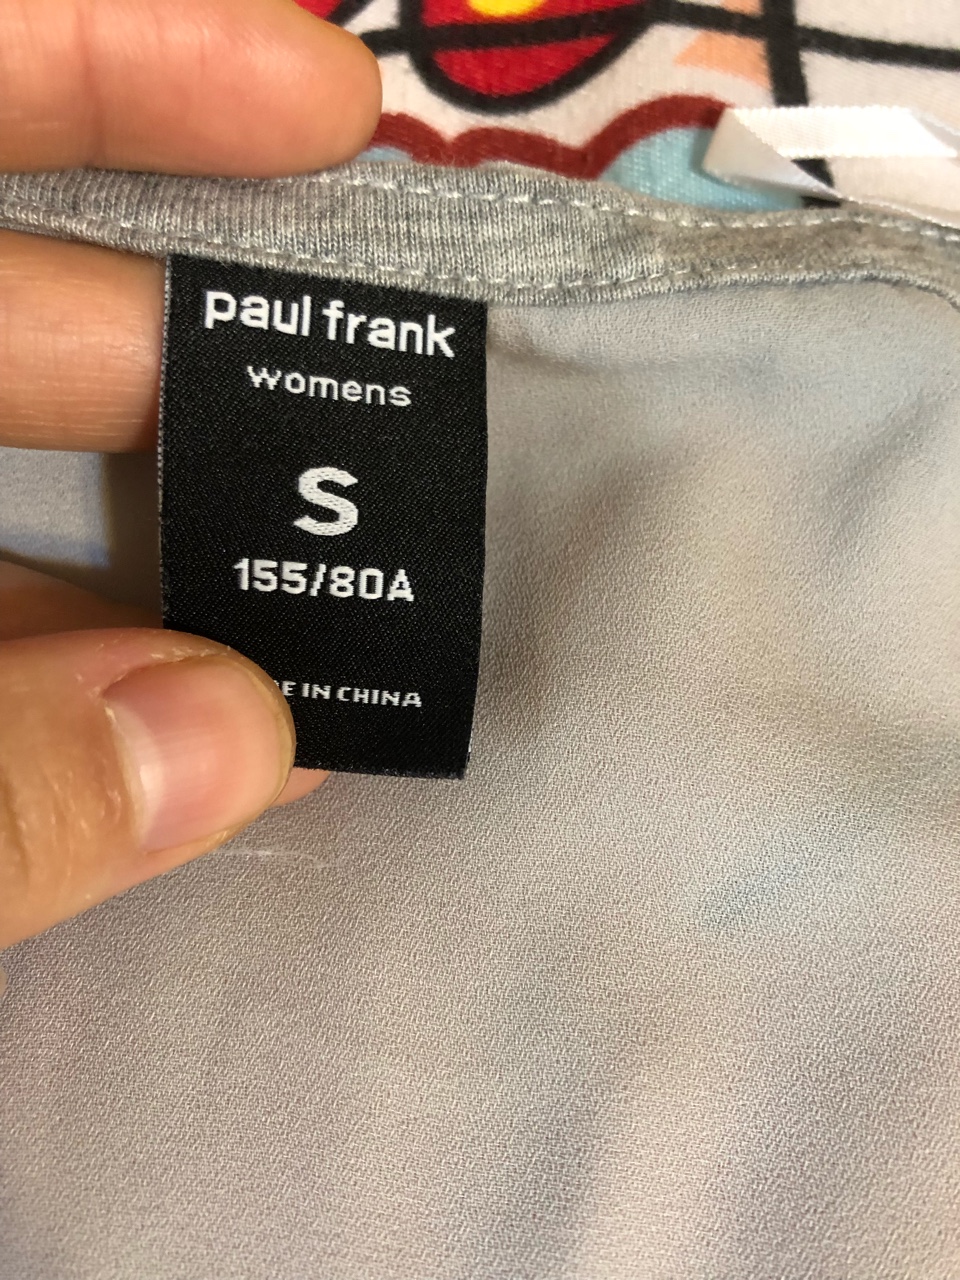 paul frank
womens
S
155/80A
E IN CHINA